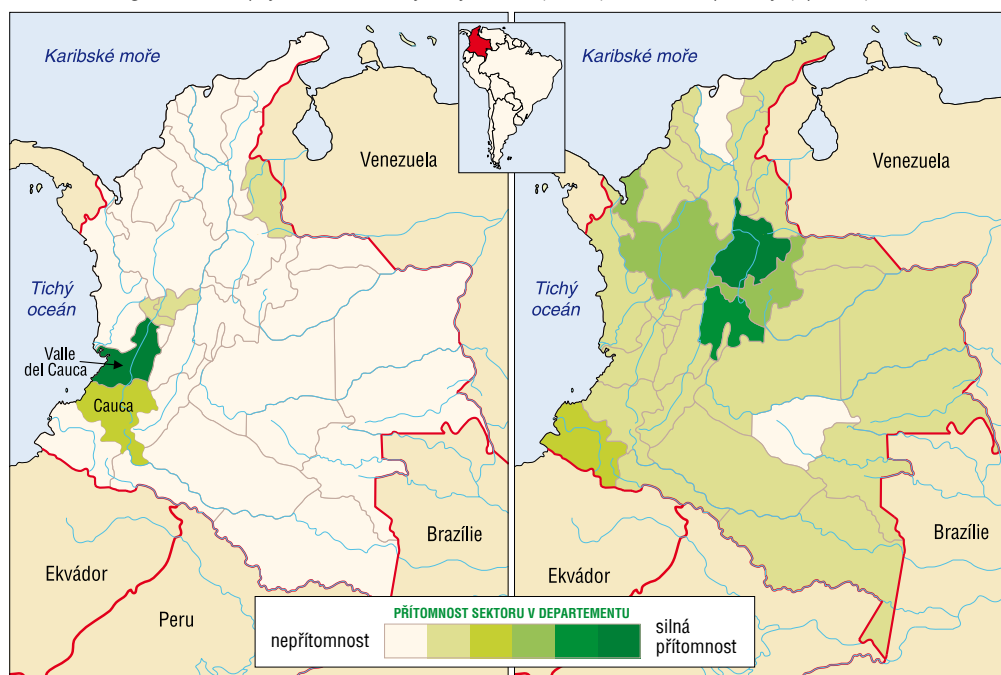 Karibské moře
Venezuela
Tichý
oceán
Valle
del Cauca
Cauca
Brazílie
Ekvádor
Peru
Karibské moře
Venezuela
Tichý
oceán
Brazílie
Ekvádor
PŘÍTOMNOST SEKTORU V DEPARTEMENTU
nepřítomnost
silná
přítomnost